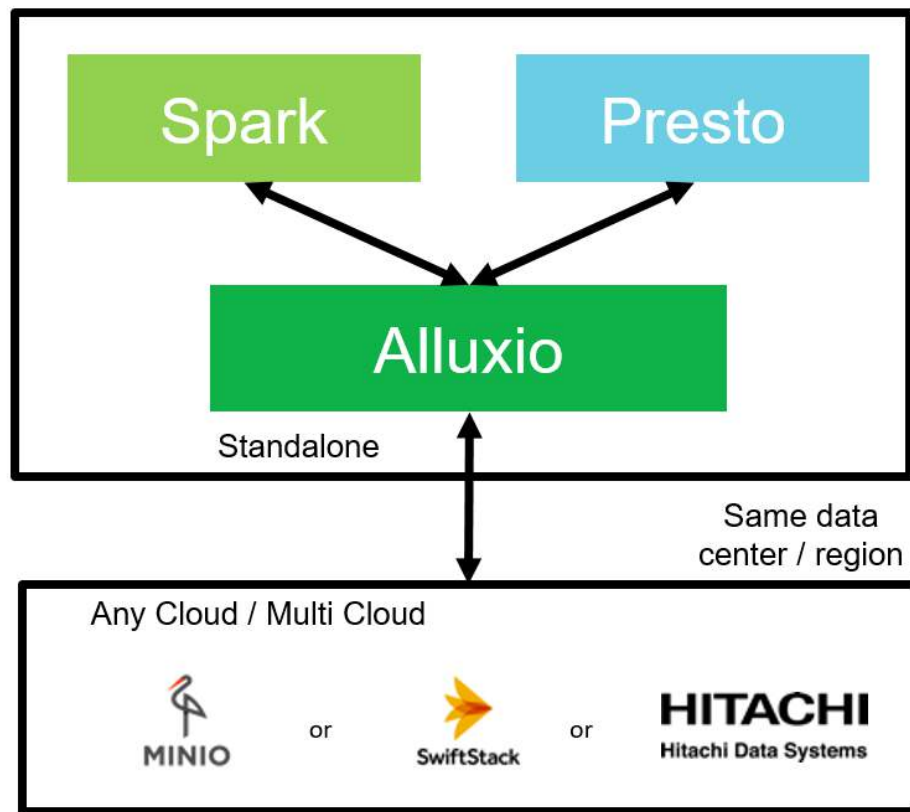 Spark
Presto
Alluxio
Standalone
Same data
center / region
Any Cloud / Multi Cloud
MINIO
or
SwiftStack
or
HITACHI
Hitachi Data Systems